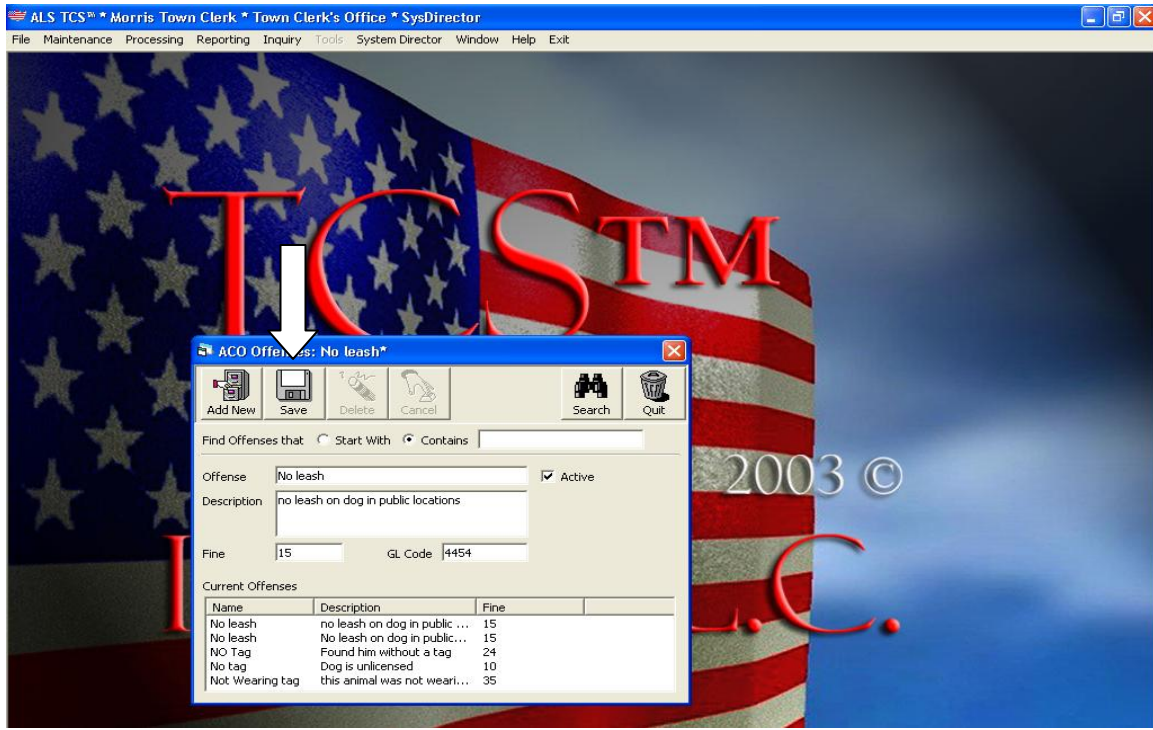 ALS TCS™ * Morris Town Clerk * Town Clerk's Office * SysDirector
File Maintenance Processing Reporting Inquiry Tools System Director Window Help Exit
TCS™
2003 ©
L.C.
ACO Offenses: No leash*
Add New Save Delete Cancel Search Quit
Find Offenses that Start With Contains
Offense No leash Active
Description no leash on dog in public locations
Fine 15 GL Code 4454
Current Offenses
Name Description Fine
No leash no leash on dog in public ... 15
No leash No leash on dog in public... 15
NO Tag Found him without a tag 24
No tag Dog is unlicensed 10
Not Wearing tag this animal was not weari... 35